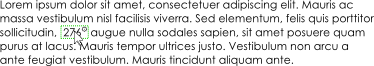 Lorem ipsum dolor sit amet, consectetuer adipiscing elit. Mauris ac
massa vestibulum nisl facilisis viverra. Sed elementum, felis quis porttitor
sollicitudin, augue nulla sodales sapien, sit amet posuere quam
purus at lacus. Mauris tempor ultrices justo. Vestibulum non arcu a
ante feugiat vestibulum. Mauris tincidunt aliquam ante.